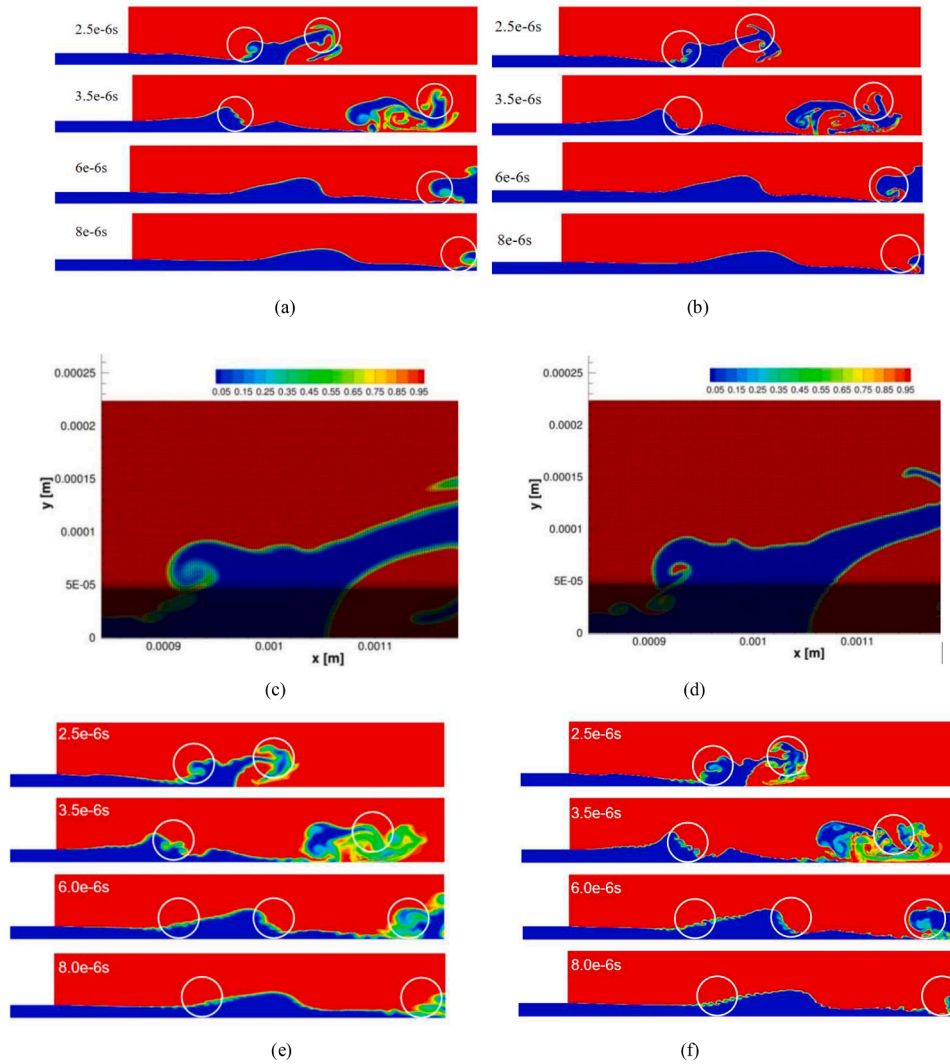 2.5e-6s
3.5e-6s
6e-6s
8e-6s
(a)
2.5e-6s
3.5e-6s
6e-6s
8e-6s
(b)
0.00025
0.05 0.15 0.25 0.35 0.45 0.55 0.65 0.75 0.85 0.95
0.0002
0.00015
y [m]
0.0001
5E-05
0
0.0009 0.001 0.0011
x [m]
(c)
0.00025
0.05 0.15 0.25 0.35 0.45 0.55 0.65 0.75 0.85 0.95
0.0002
0.00015
y [m]
0.0001
5E-05
0
0.0009 0.001 0.0011
x [m]
(d)
2.5e-6s
3.5e-6s
6.0e-6s
8.0e-6s
(e)
2.5e-6s
3.5e-6s
6.0e-6s
8.0e-6s
(f)